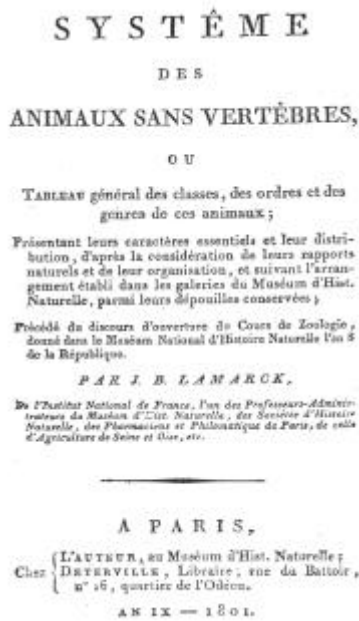 SYSTÊME
DES
ANIMAUX SANS VERTÈBRES,
OU
TABLEAU général des classes, des ordres et des
genres de ces animaux ;
Présentant leurs caractères essentiels et leur distri-
bution, d'après la considération de leurs rapports
naturels et de leur organisation, et suivant l'arran-
gement établi dans les galeries du Muséum d'Hist.
Naturelle, parmi leurs dépouilles conservées ;
Précédé du discours d'ouverture du Cours de Zoologie,
donné dans le Muséum National d'Histoire Naturelle l'an 8
de la République.
PAR J. B. LAMARCK,
De l'Institut National de France, l'un des Professeurs-Adminis-
trateurs du Muséum d'Hist. Naturelle, des Sociétés d'Histoire
Naturelle, des Pharmaciens et Philomatique de Paris, de celle
d'Agriculture de Seine et Oise, etc.
A PARIS,
Chez { L'AUTEUR, au Muséum d'Hist. Naturelle ;
DETERVILLE, Libraire, rue du Battoir,
n° 16, quartier de l'Odéon.
AN IX — 1801.